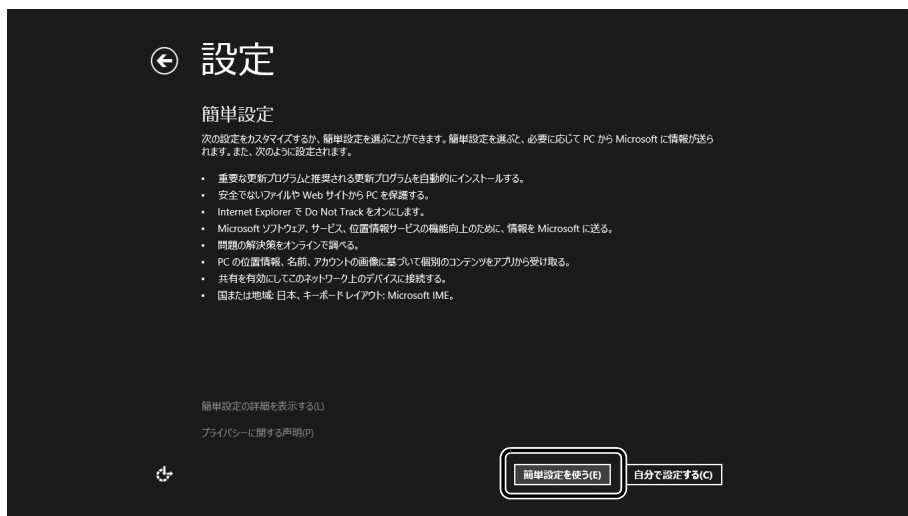 設定
簡単設定
次の設定をカスタマイズするか、簡単設定を選ぶことができます。簡単設定を選ぶと、必要に応じて PC から Microsoft に情報が送ら
れます。また、次のように設定されます。
• 重要な更新プログラムと推奨される更新プログラムを自動的にインストールする。
• 安全でないファイルや Web サイトから PC を保護する。
• Internet Explorer で Do Not Track をオンにします。
• Microsoft ソフトウェア、サービス、位置情報サービスの機能向上のために、情報を Microsoft に送る。
• 問題の解決策をオンラインで調べる。
• PC の位置情報、名前、アカウントの画像に基づいて個別のコンテンツをアプリから受け取る。
• 共有を有効にしてこのネットワーク上のデバイスに接続する。
• 国または地域: 日本、キーボード レイアウト: Microsoft IME。
簡単設定の詳細を表示する(L)
プライバシーに関する声明(P)
簡単設定を使う(E) 自分で設定する(C)